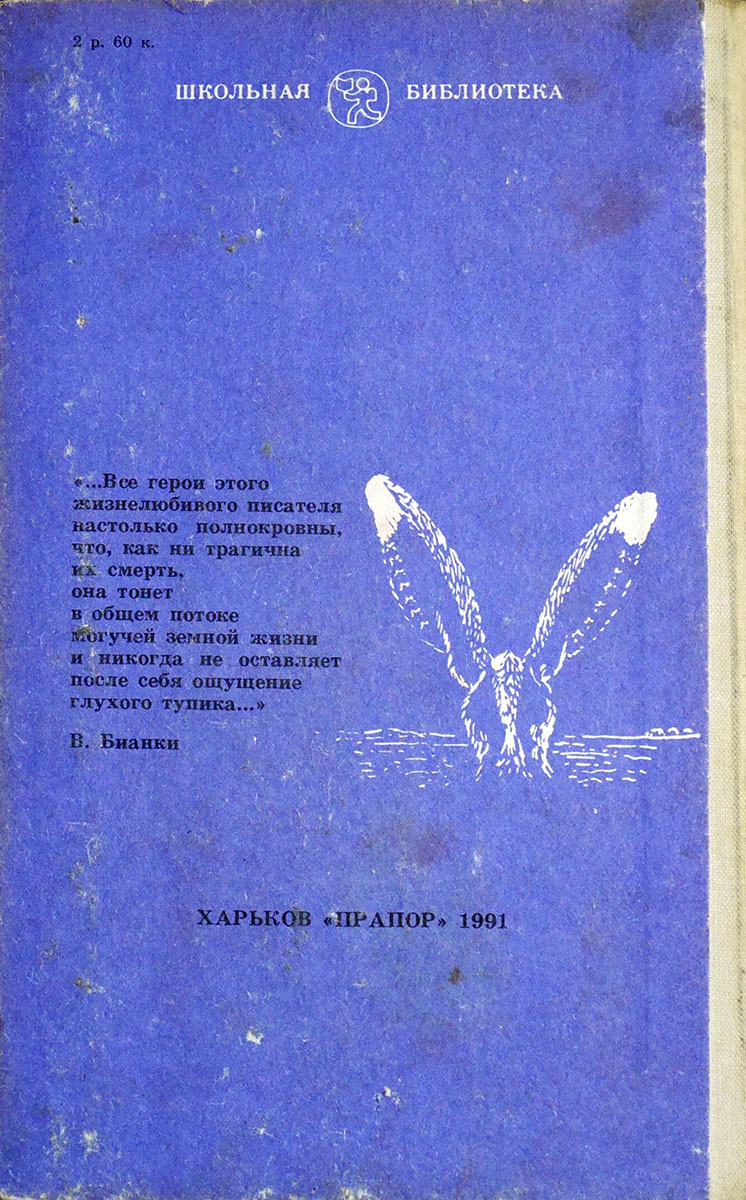 2 р. 60 к.
ШКОЛЬНАЯ БИБЛИОТЕКА
«...Все герои этого
жизнелюбивого писателя
настолько полнокровны,
что, как ни трагична
их смерть,
она тонет
в общем потоке
могучей земной жизни
и никогда не оставляет
после себя ощущение
глухого тупика...»
В. Бианки
ХАРЬКОВ «ПРАПОР» 1991